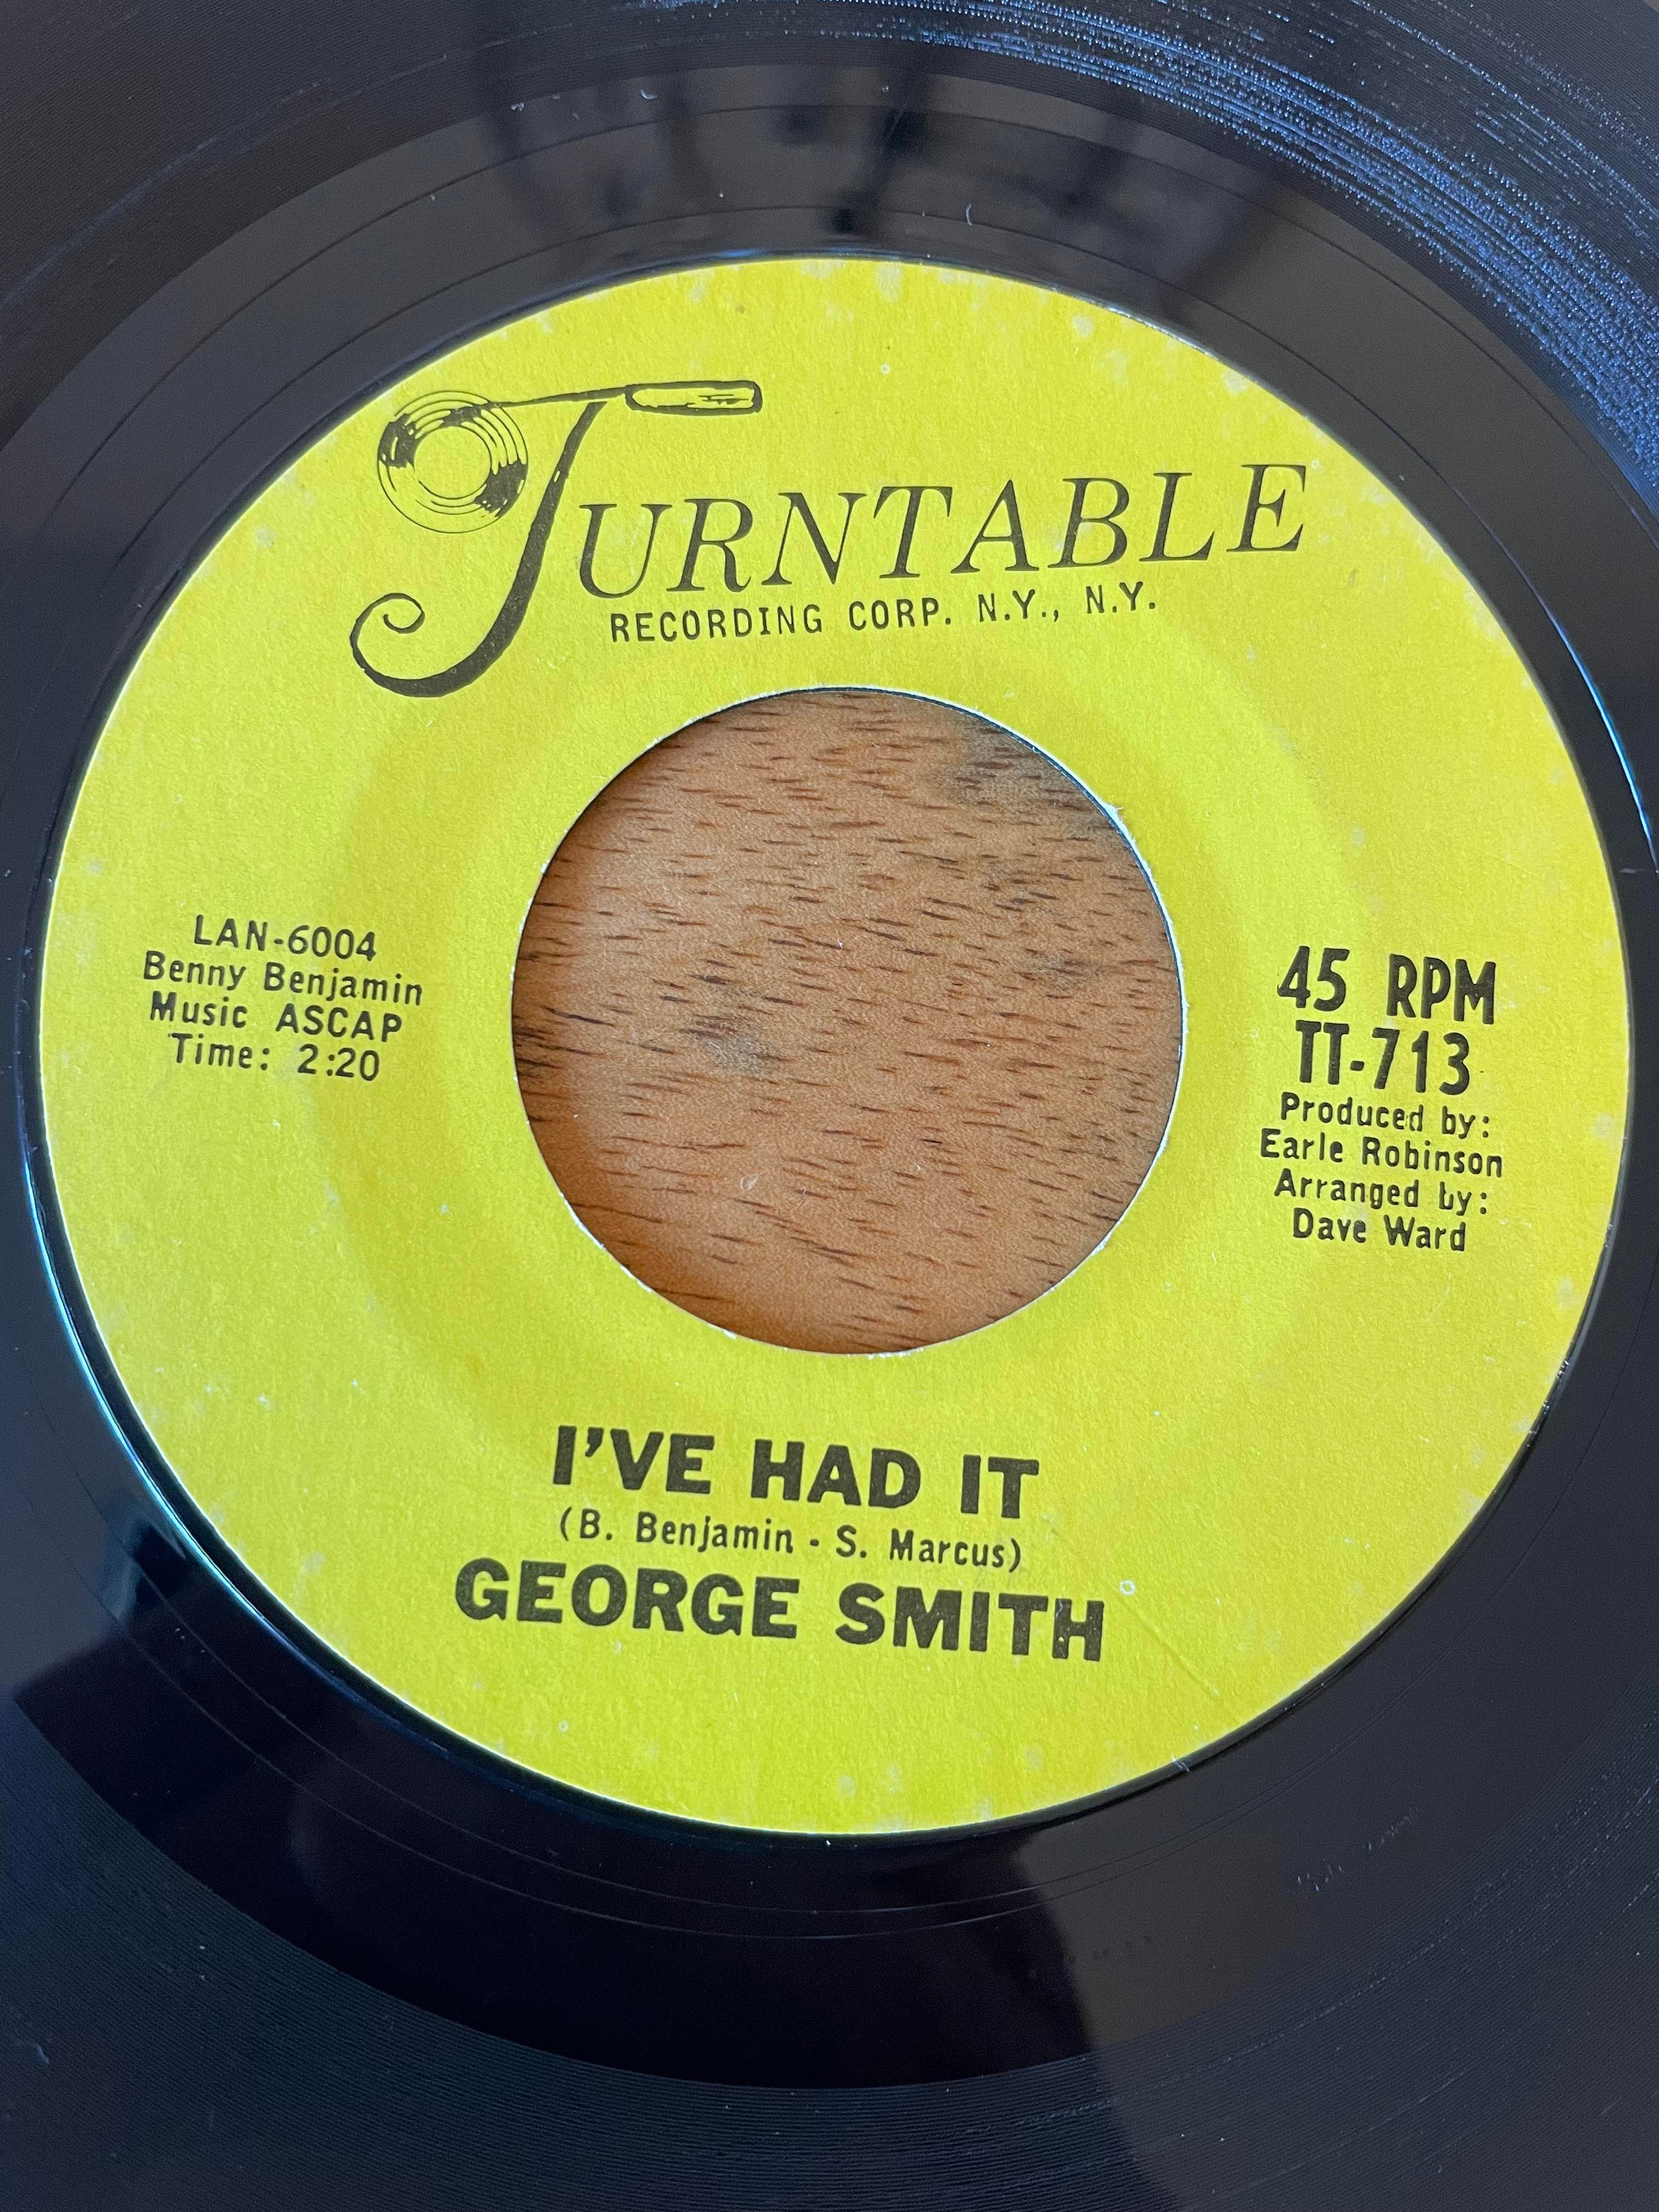 TURNTABLE
RECORDING CORP. N.Y., N.Y.
LAN-6004
Benny Benjamin
Music ASCAP
Time: 2:20
45 RPM
TT-713
Produced by:
Earle Robinson
Arranged by:
Dave Ward
I'VE HAD IT
(B. Benjamin - S. Marcus)
GEORGE SMITH